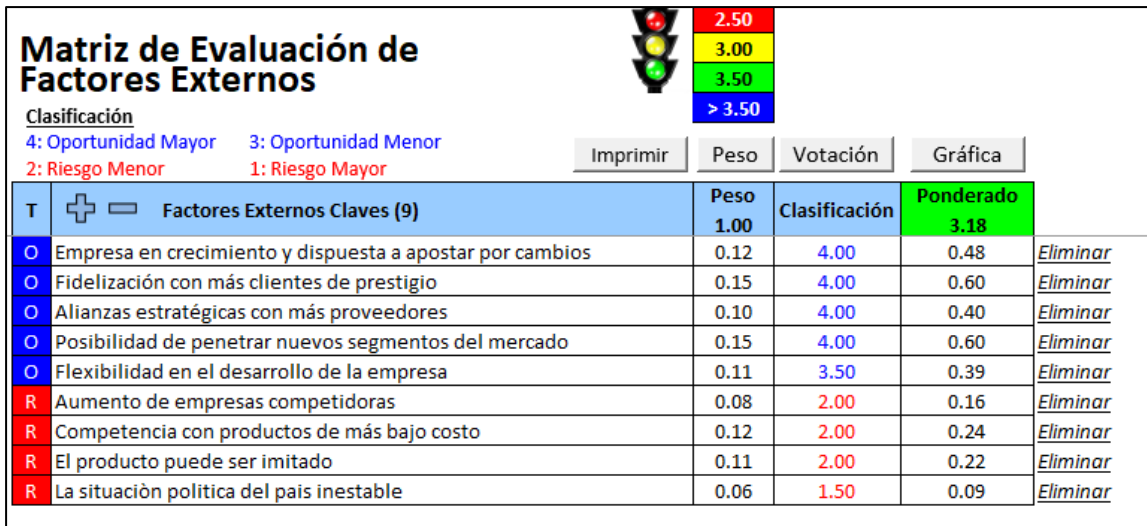 Matriz de Evaluación de
Factores Externos
2.50
3.00
3.50
> 3.50
Clasificación
4: Oportunidad Mayor 3: Oportunidad Menor
2: Riesgo Menor 1: Riesgo Mayor
Imprimir Peso Votación Gráfica
T Factores Externos Claves (9) Peso 1.00 Clasificación Ponderado 3.18
O Empresa en crecimiento y dispuesta a apostar por cambios 0.12 4.00 0.48 Eliminar
O Fidelización con más clientes de prestigio 0.15 4.00 0.60 Eliminar
O Alianzas estratégicas con más proveedores 0.10 4.00 0.40 Eliminar
O Posibilidad de penetrar nuevos segmentos del mercado 0.15 4.00 0.60 Eliminar
O Flexibilidad en el desarrollo de la empresa 0.11 3.50 0.39 Eliminar
R Aumento de empresas competidoras 0.08 2.00 0.16 Eliminar
R Competencia con productos de más bajo costo 0.12 2.00 0.24 Eliminar
R El producto puede ser imitado 0.11 2.00 0.22 Eliminar
R La situaciòn politica del pais inestable 0.06 1.50 0.09 Eliminar